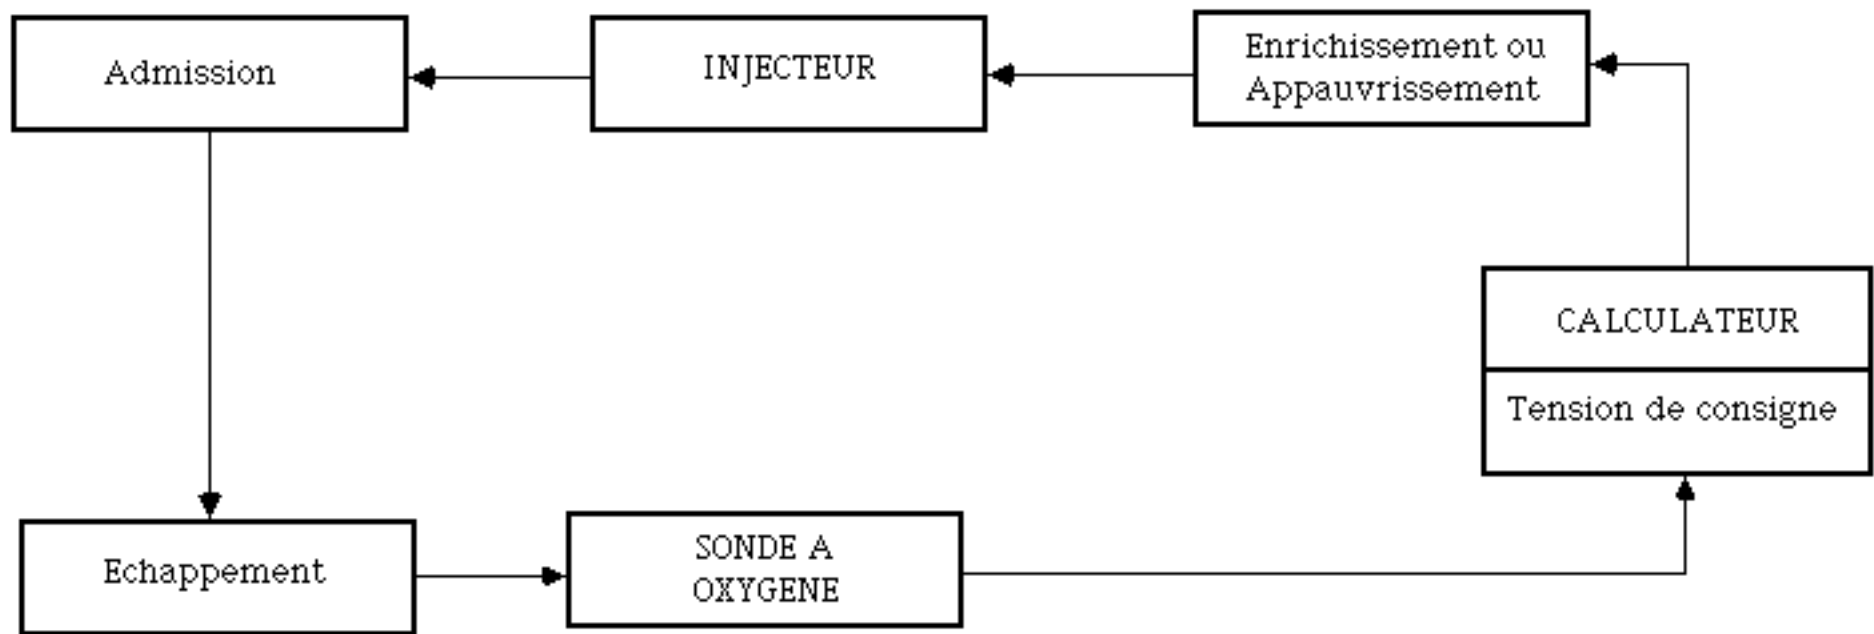 Admission
INJECTEUR
Enrichissement ou
Appauvrissement
CALCULATEUR
Tension de consigne
Echappement
SONDE A
OXYGENE